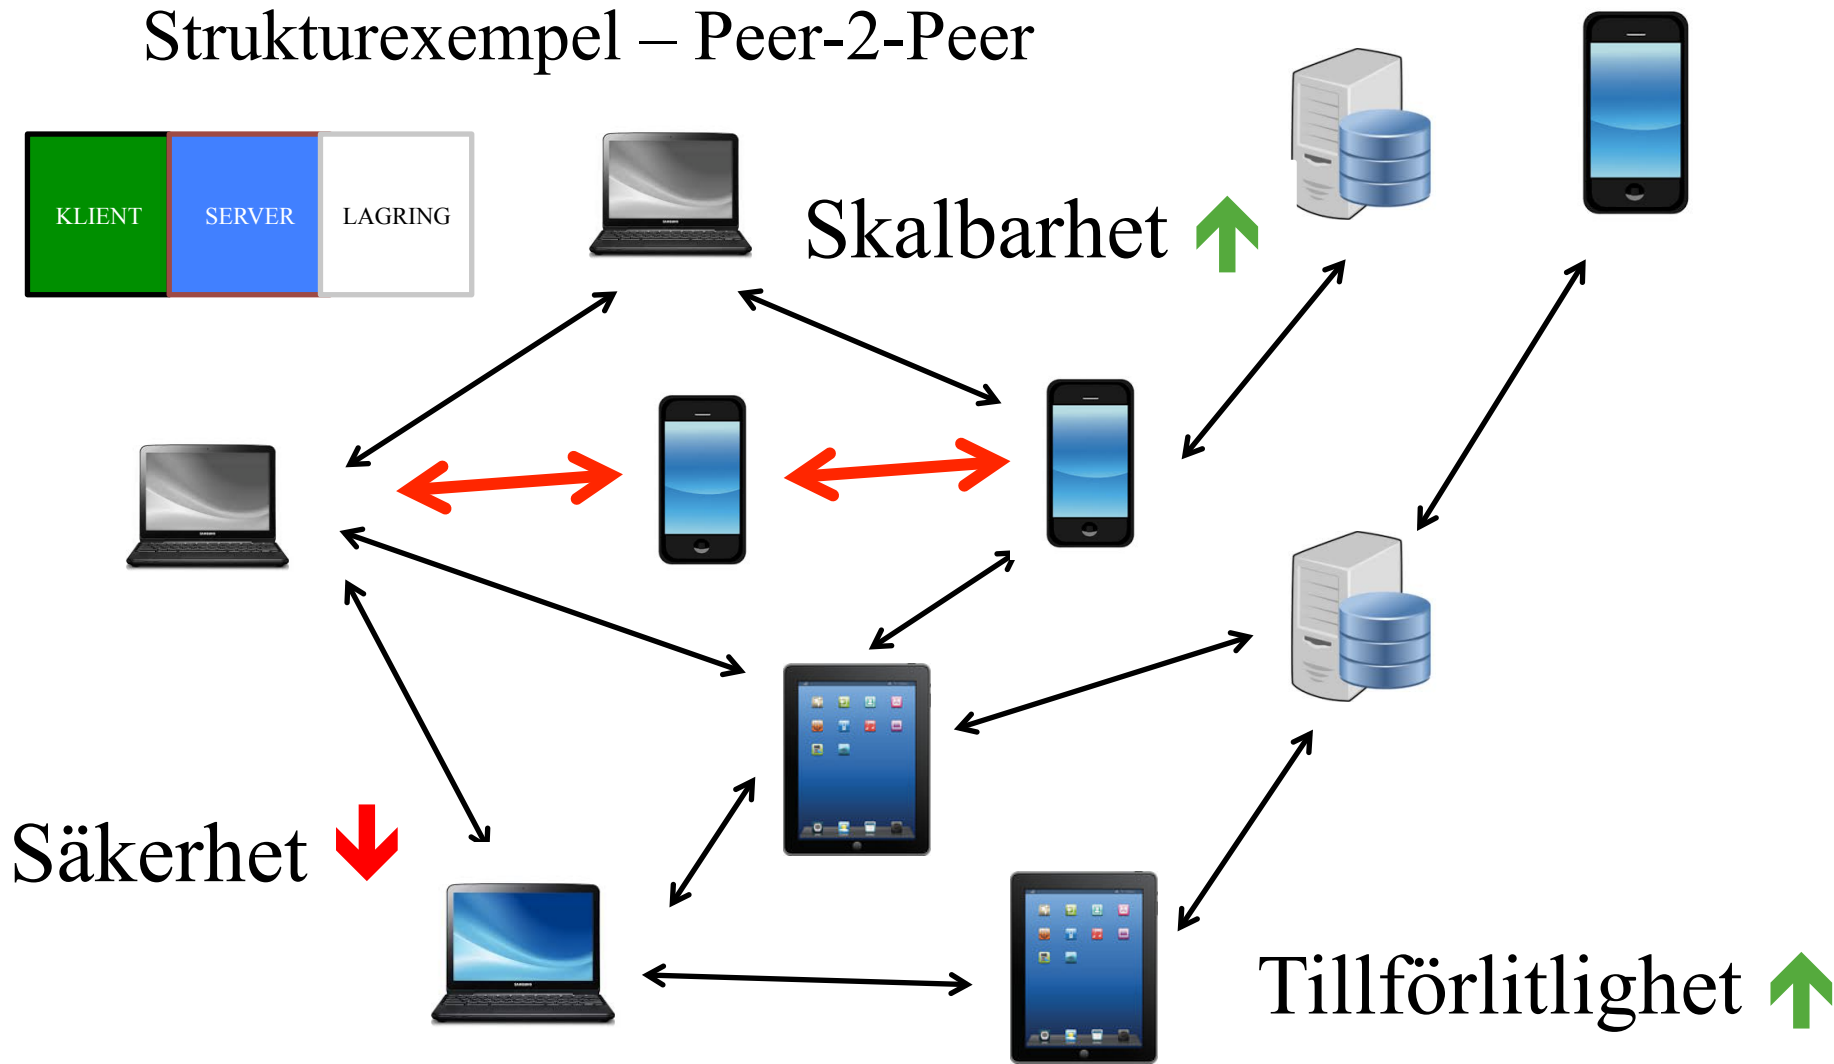 Strukturexempel – Peer-2-Peer
KLIENT SERVER LAGRING
Skalbarhet
Säkerhet
Tillförlitlighet